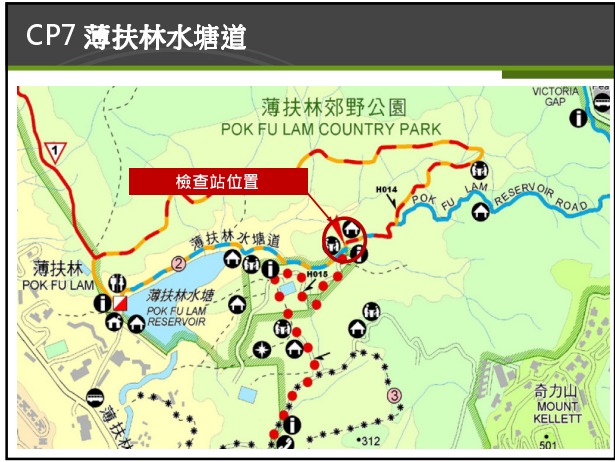 CP7 薄扶林水塘道
VICTORIA
GAP
薄扶林郊野公園
POK FU LAM COUNTRY PARK
1
檢查站位置
H014
POK FU LAM RESERVOIR ROAD
薄扶林水塘道
2
薄扶林
POK FU LAM
H015
薄扶林水塘
POK FU LAM
RESERVOIR
3
奇力山
MOUNT
KELLETT
薄扶林
312
501